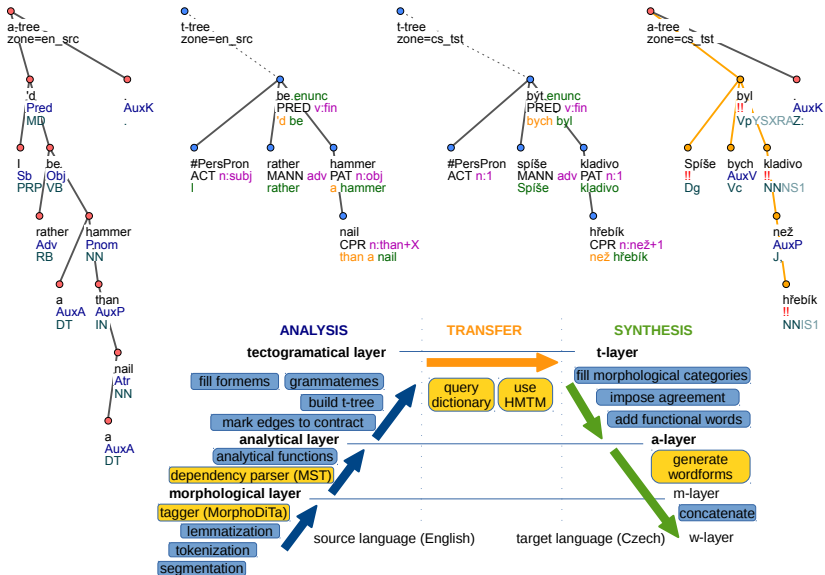 a-tree
zone=en_src
'd
Pred
MD
.
AuxK
.
I
Sb
PRP
be.
Obj
VB
rather
Adv
RB
hammer
Pnom
NN
a
AuxA
DT
than
AuxP
IN
nail
Atr
NN
a
AuxA
DT
t-tree
zone=en_src
be.enunc
PRED v:fin
'd be
#PersPron
ACT n:subj
I
rather
MANN adv
rather
hammer
PAT n:obj
a hammer
nail
CPR n:than+X
than a nail
t-tree
zone=cs_tst
být.enunc
PRED v:fin
bych byl
#PersPron
ACT n:1
spíše
MANN adv
Spíše
kladivo
PAT n:1
kladivo
hřebík
CPR n:než+1
než hřebík
a-tree
zone=cs_tst
byl
!!
VpYSXRA
.
AuxK
Z:
Spíše
!!
Dg
bych
AuxV
Vc
kladivo
!!
NNNS1
než
AuxP
J,
hřebík
!!
NNIS1
ANALYSIS
TRANSFER
SYNTHESIS
tectogramatical layer
t-layer
fill formems
grammatemes
build t-tree
mark edges to contract
query
dictionary
use
HMTM
fill morphological categories
impose agreement
add functional words
analytical layer
a-layer
analytical functions
dependency parser (MST)
generate
wordforms
morphological layer
m-layer
tagger (MorphoDiTa)
lemmatization
tokenization
segmentation
concatenate
source language (English)
target language (Czech)
w-layer